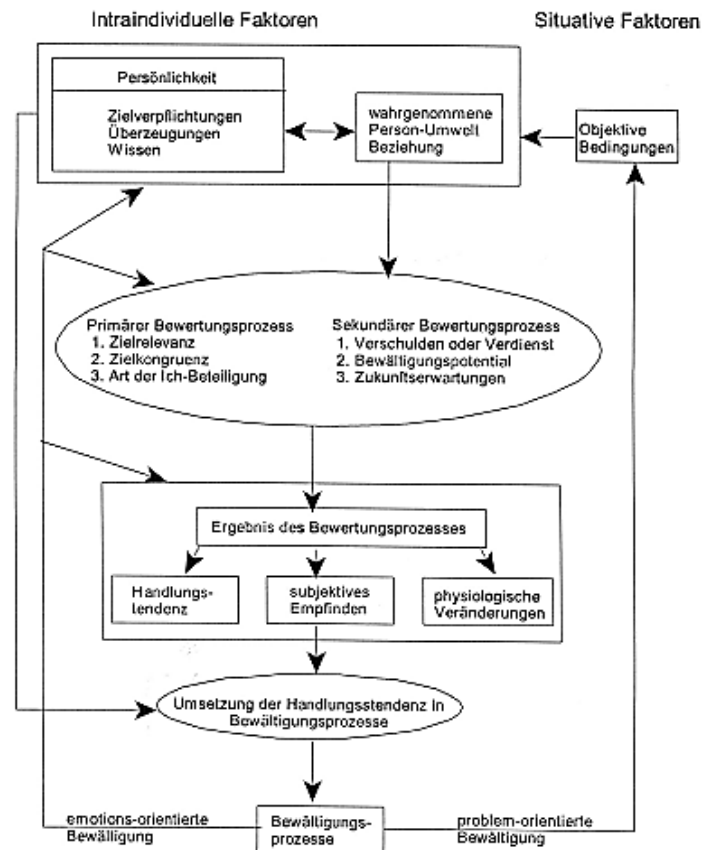 Intraindividuelle Faktoren
Situative Faktoren
Persönlichkeit
Zielverpflichtungen
Überzeugungen
Wissen
wahrgenommene
Person-Umwelt
Beziehung
Objektive
Bedingungen
Primärer Bewertungsprozess
1. Zielrelevanz
2. Zielkongruenz
3. Art der Ich-Beteiligung
Sekundärer Bewertungsprozess
1. Verschulden oder Verdienst
2. Bewältigungspotential
3. Zukunftserwartungen
Ergebnis des Bewertungsprozesses
Handlungs-
tendenz
subjektives
Empfinden
physiologische
Veränderungen
Umsetzung der Handlungsstendenz in
Bewältigungsprozesse
emotions-orientierte
Bewältigung
Bewältigungs-
prozesse
problem-orientierte
Bewältigung